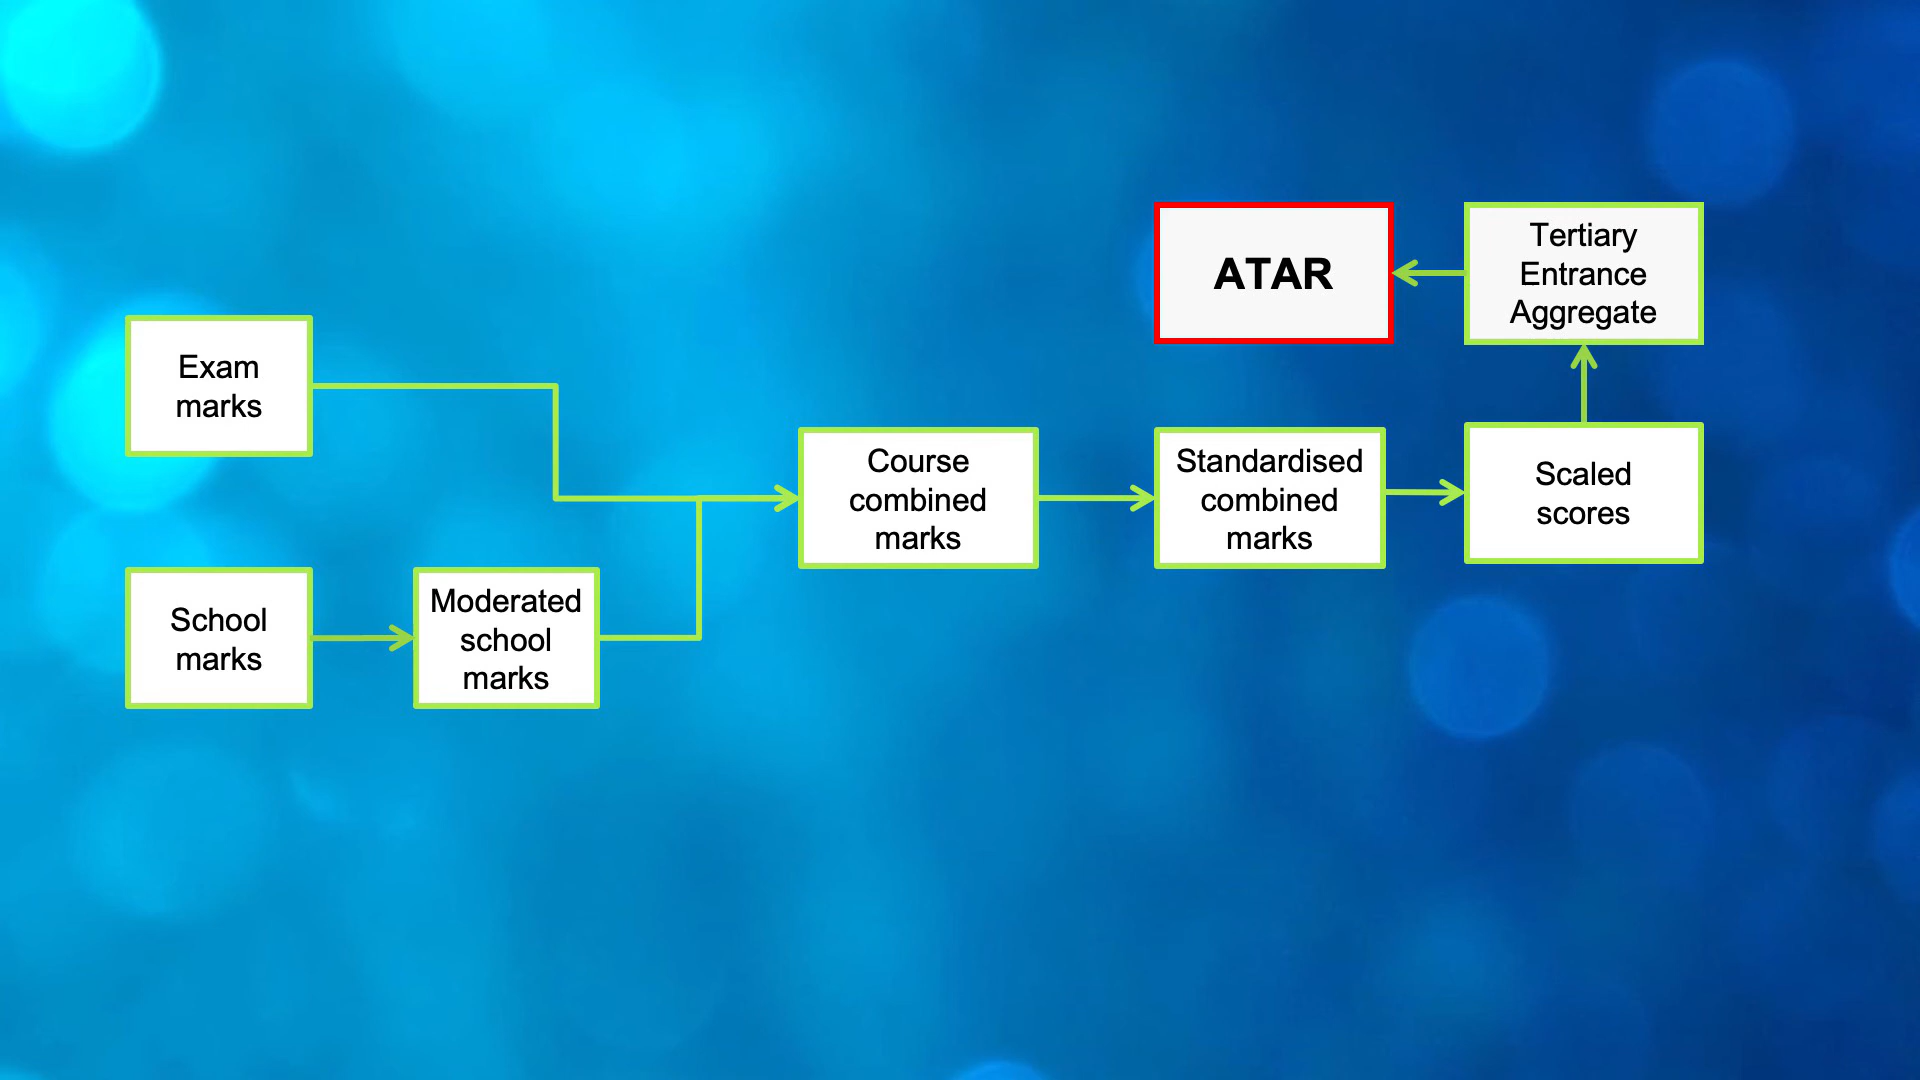 Exam
marks
School
marks
Moderated
school
marks
Course
combined
marks
Standardised
combined
marks
Scaled
scores
Tertiary
Entrance
Aggregate
ATAR